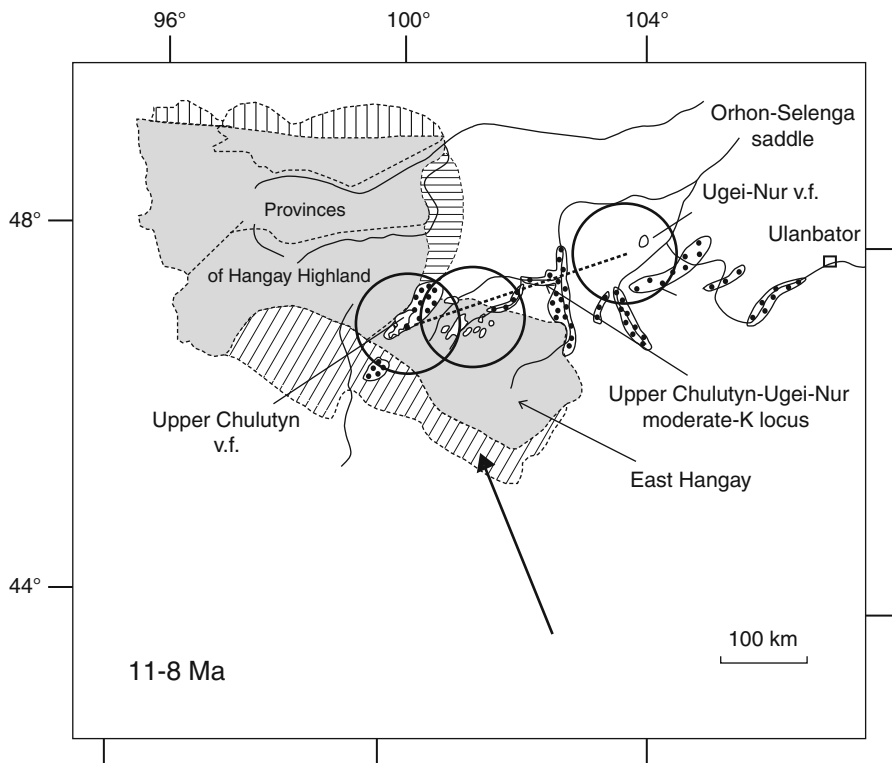 96° 100° 104°
Orhon-Selenga
saddle
Ugei-Nur v.f.
48°
Provinces
Ulanbator
of Hangay Highland
Upper Chulutyn
v.f.
Upper Chulutyn-Ugei-Nur
moderate-K locus
East Hangay
44°
100 km
11-8 Ma